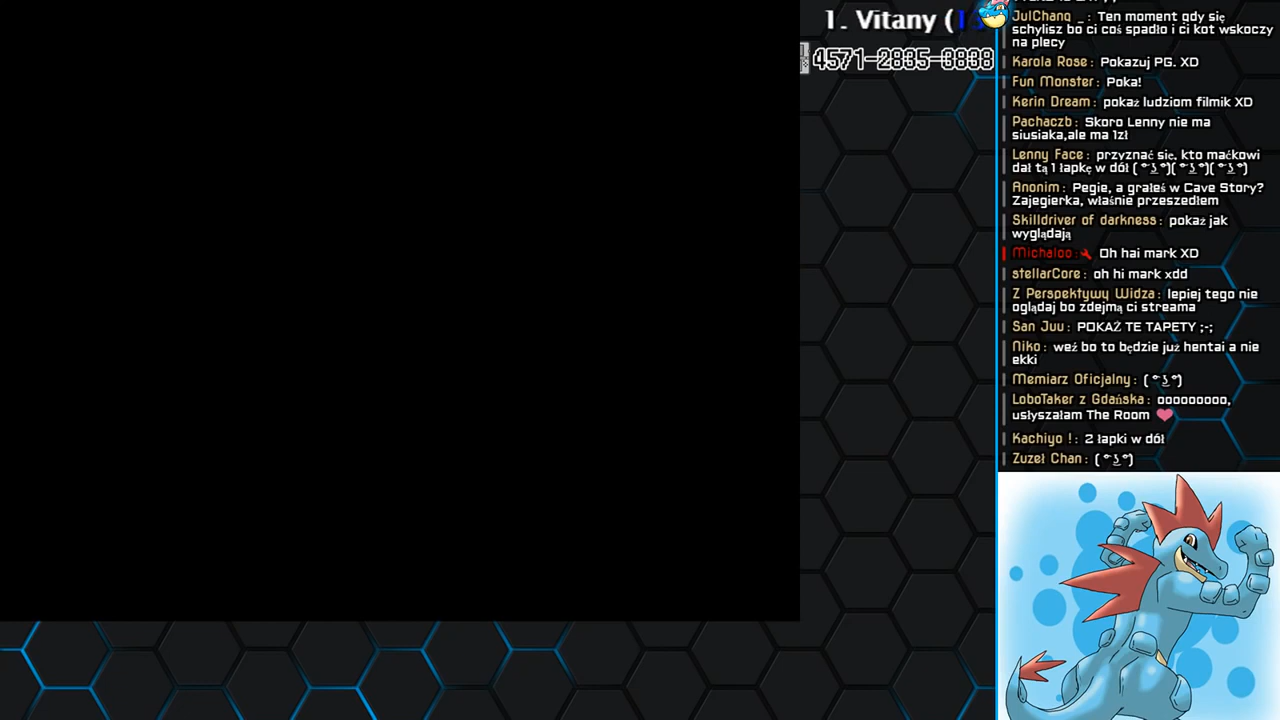 1. Vitany (
4571-2835-3838
JulChang _ : Ten moment gdy się
schylisz bo ci coś spadło i ci kot wskoczy
na plecy
Karola Rose : Pokazuj PG. XD
Fun Monster : Poka!
Kerin Dream : pokaż ludziom filmik XD
Pachaczb : Skoro Lenny nie ma
siusiaka,ale ma 1zł
Lenny Face : przyznać się, kto maćkowi
dał tą 1 łapkę w dół ( ͡° ͜ʖ ͡°)( ͡° ͜ʖ ͡°)( ͡° ͜ʖ ͡°)
Anonim : Pegie, a grałeś w Cave Story?
Zajegierka, właśnie przeszedłem
Skilldriver of darkness : pokaż jak
wyglądają
Michaloo : Oh hai mark XD
stellarCore : oh hi mark xdd
Z Perspektywy Widza : lepiej tego nie
oglądaj bo zdejmą ci streama
San Juu : POKAŻ TE TAPETY ;-;
Niko : weź bo to będzie już hentai a nie
ekki
Memiarz Oficjalny : ( ͡° ͜ʖ ͡°)
LoboTaker z Gdańska : ooooooooo,
usłyszałam The Room ❤
Kachiyo ! : 2 łapki w dół
Zuzeł Chan : ( ͡° ͜ʖ ͡°)